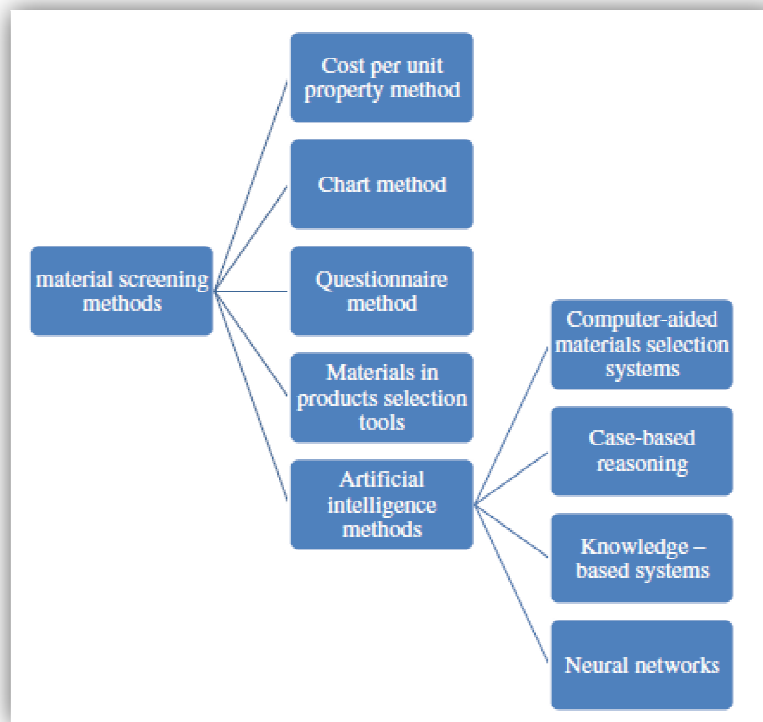 Cost per unit
property method
Chart method
material screening
methods
Questionnaire
method
Materials in
products selection
tools
Artificial
intelligence
methods
Computer-aided
materials selection
systems
Case-based
reasoning
Knowledge –
based systems
Neural networks